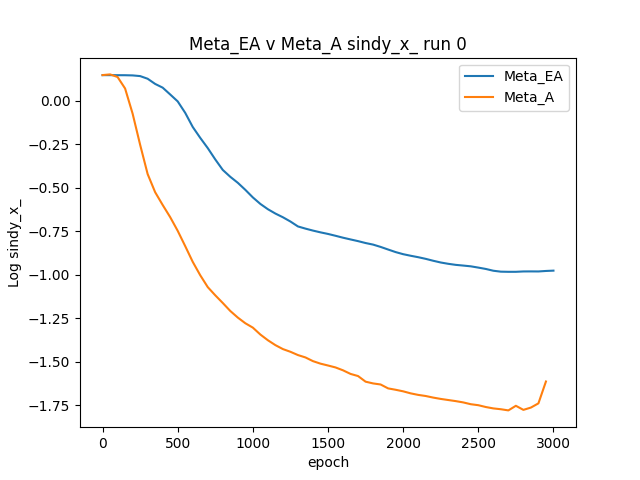 Meta_EA v Meta_A sindy_x_ run 0
Meta_EA
Meta_A
Log sindy_x_
0.00
−0.25
−0.50
−0.75
−1.00
−1.25
−1.50
−1.75
0 500 1000 1500 2000 2500 3000
epoch